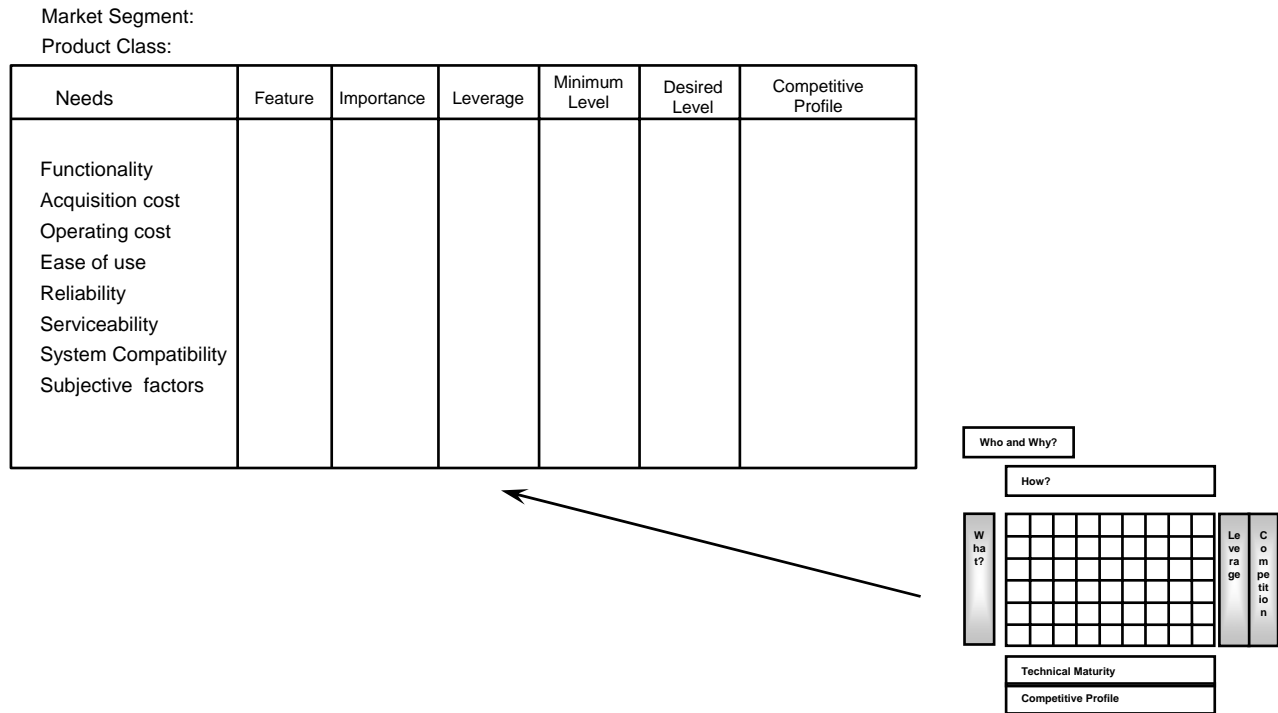 Market Segment:
Product Class:
Needs
Feature
Importance
Leverage
Minimum
Level
Desired
Level
Competitive
Profile
Functionality
Acquisition cost
Operating cost
Ease of use
Reliability
Serviceability
System Compatibility
Subjective factors
Who and Why?
How?
W
ha
t?
Le
ve
ra
ge
C
o
m
pe
tit
io
n
Technical Maturity
Competitive Profile